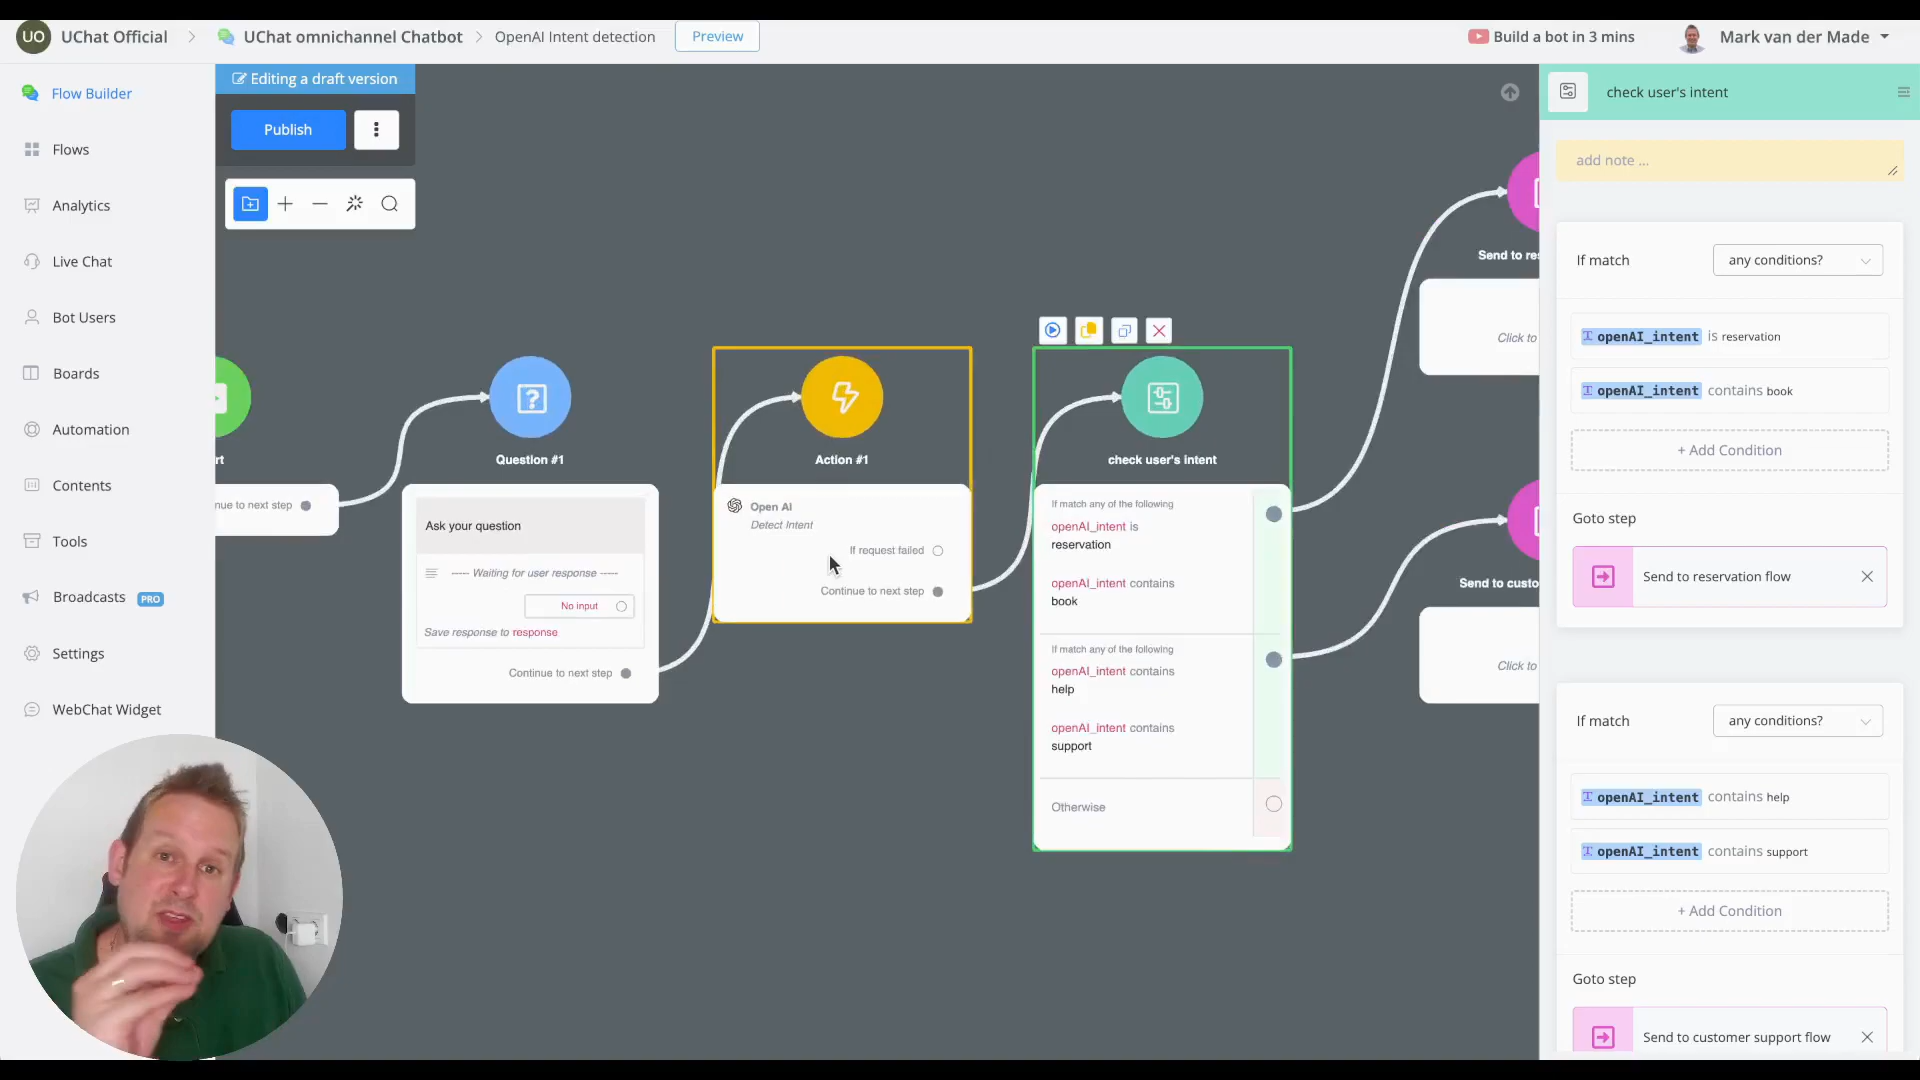 UO UChat Official > UChat omnichannel Chatbot > OpenAI Intent detection Preview
Build a bot in 3 mins Mark van der Made
Flow Builder
Flows
Analytics
Live Chat
Bot Users
Boards
Automation
Contents
Tools
Broadcasts PRO
Settings
WebChat Widget
Editing a draft version
Publish
rt
nue to next step
Question #1
Ask your question
----- Waiting for user response -----
No input
Save response to response
Continue to next step
Action #1
Open AI
Detect Intent
If request failed
Continue to next step
check user's intent
If match any of the following
openAI_intent is
reservation
openAI_intent contains
book
If match any of the following
openAI_intent contains
help
openAI_intent contains
support
Otherwise
Send to res
Click to
Send to custo
Click to
check user's intent
add note ...
If match any conditions?
openAI_intent is reservation
openAI_intent contains book
+ Add Condition
Goto step
Send to reservation flow
If match any conditions?
openAI_intent contains help
openAI_intent contains support
+ Add Condition
Goto step
Send to customer support flow